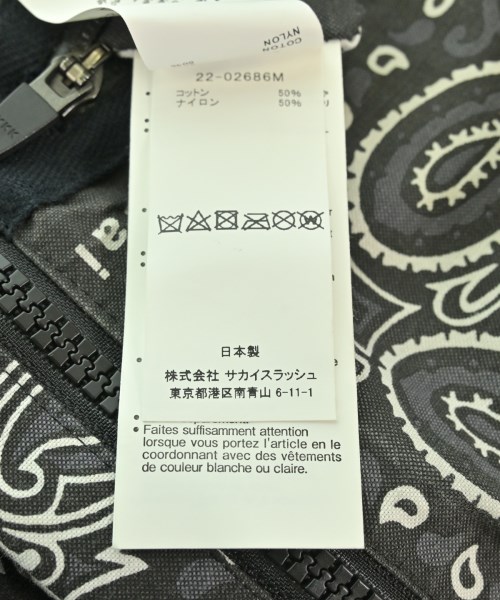 COTON
NYLON
22-02686M
コットン 50%
ナイロン 50%
日本製
株式会社 サカイスラッシュ
東京都港区南青山 6-11-1
• Faites suffisamment attention
lorsque vous portez l'article en le
coordonnant avec des vêtements
de couleur blanche ou claire.